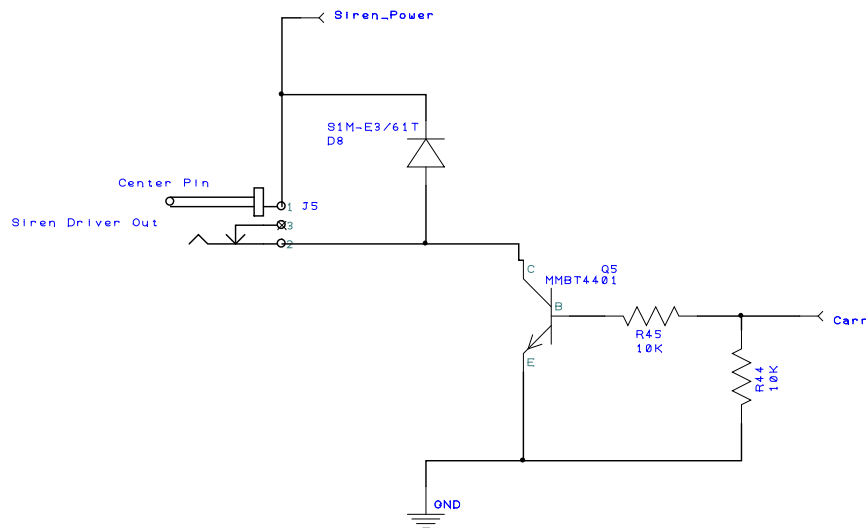 Siren_Power
S1M-E3/61T
D8
Center Pin
1 J5
Siren Driver Out
3
2
C
Q5
MMBT4401
B
R45
10K
Carr
R44
10K
E
GND